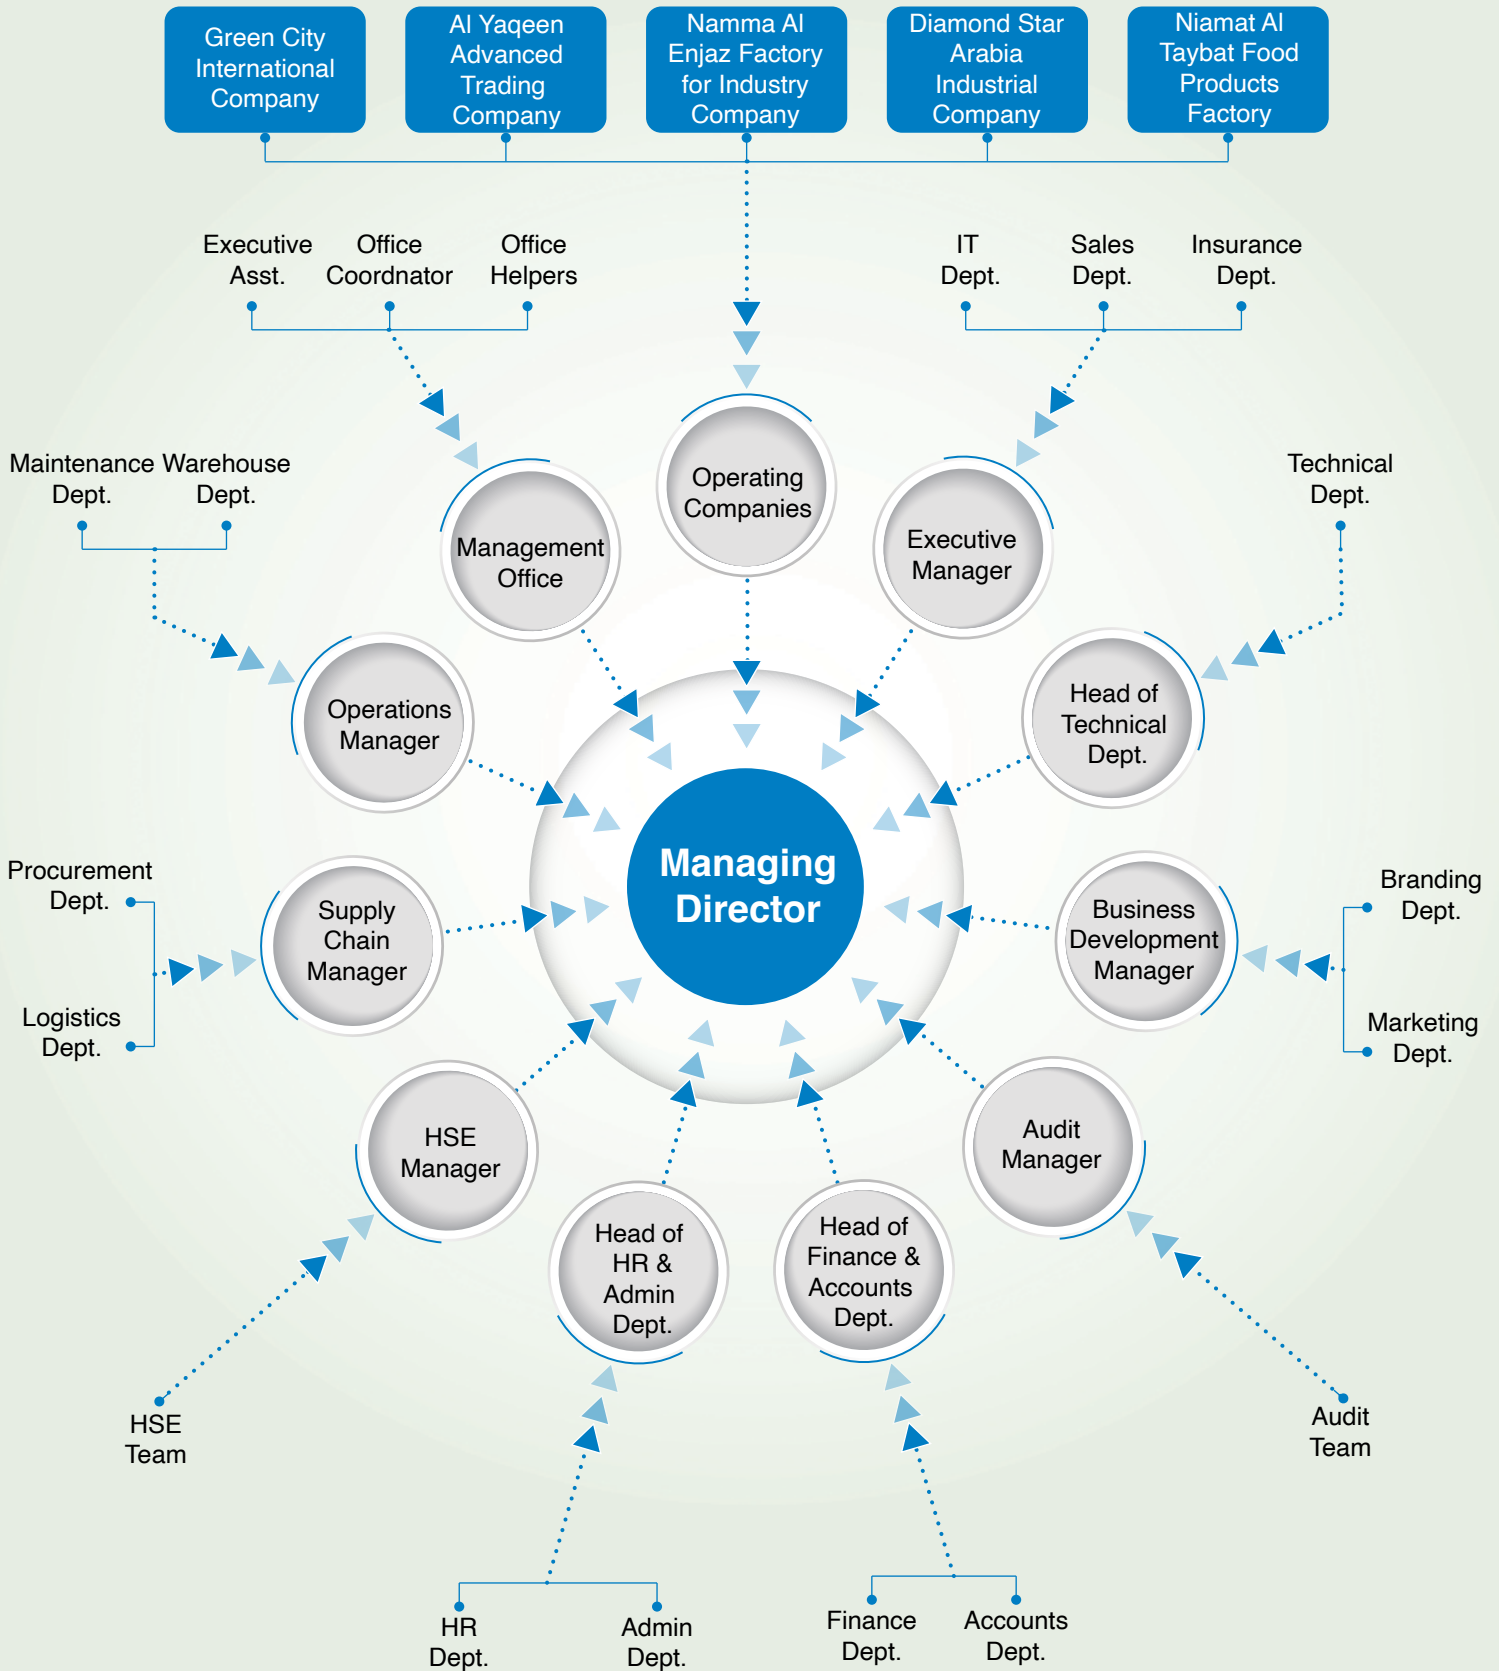 Green City
International
Company
Al Yaqeen
Advanced
Trading
Company
Namma Al
Enjaz Factory
for Industry
Company
Diamond Star
Arabia
Industrial
Company
Niamat Al
Taybat Food
Products
Factory
Executive
Asst.
Office
Coordnator
Office
Helpers
IT
Dept.
Sales
Dept.
Insurance
Dept.
Maintenance
Dept.
Warehouse
Dept.
Technical
Dept.
Operating
Companies
Management
Office
Executive
Manager
Operations
Manager
Head of
Technical
Dept.
Managing
Director
Procurement
Dept.
Logistics
Dept.
Supply
Chain
Manager
Business
Development
Manager
Branding
Dept.
Marketing
Dept.
HSE
Manager
Audit
Manager
Head of
HR &
Admin
Dept.
Head of
Finance &
Accounts
Dept.
HSE
Team
Audit
Team
HR
Dept.
Admin
Dept.
Finance
Dept.
Accounts
Dept.